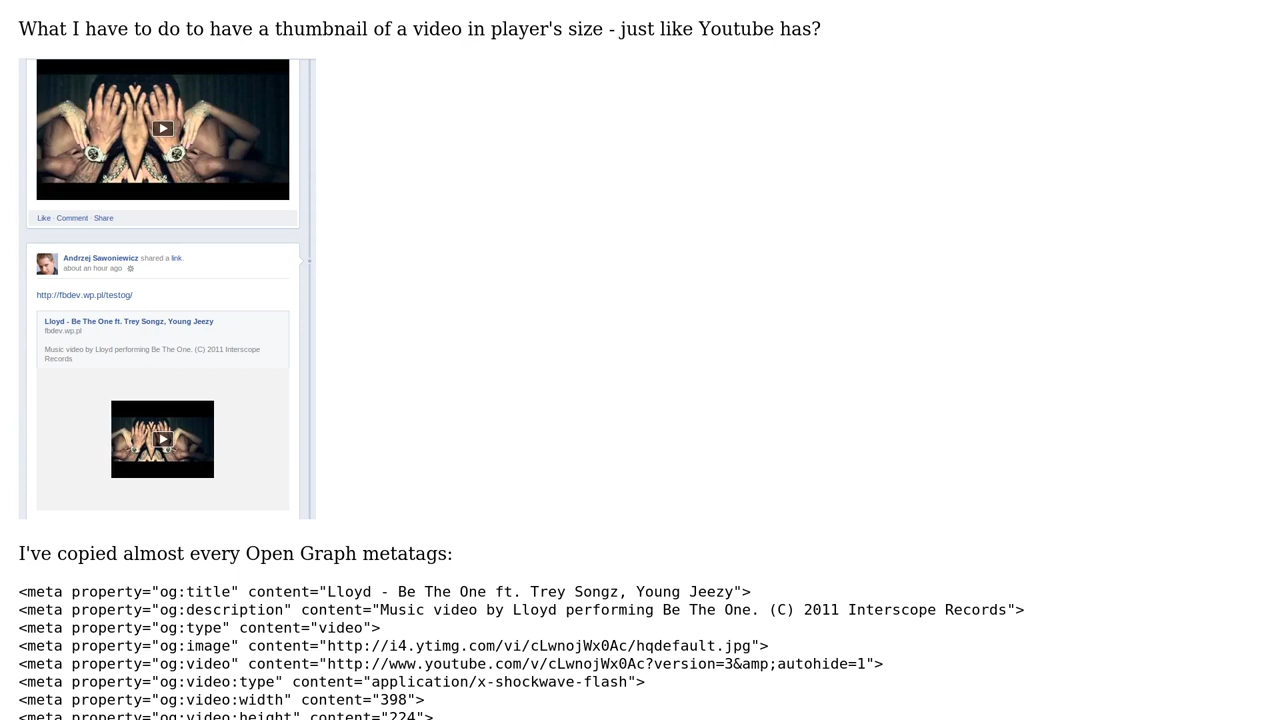 What I have to do to have a thumbnail of a video in player's size - just like Youtube has?
Like · Comment · Share
Andrzej Sawoniewicz shared a link.
about an hour ago
http://fbdev.wp.pl/testog/
Lloyd - Be The One ft. Trey Songz, Young Jeezy
fbdev.wp.pl
Music video by Lloyd performing Be The One. (C) 2011 Interscope
Records
I've copied almost every Open Graph metatags:
<meta property="og:title" content="Lloyd - Be The One ft. Trey Songz, Young Jeezy">
<meta property="og:description" content="Music video by Lloyd performing Be The One. (C) 2011 Interscope Records">
<meta property="og:type" content="video">
<meta property="og:image" content="http://i4.ytimg.com/vi/cLwnojWx0Ac/hqdefault.jpg">
<meta property="og:video" content="http://www.youtube.com/v/cLwnojWx0Ac?version=3&amp;autohide=1">
<meta property="og:video:type" content="application/x-shockwave-flash">
<meta property="og:video:width" content="398">
<meta property="og:video:height" content="224">